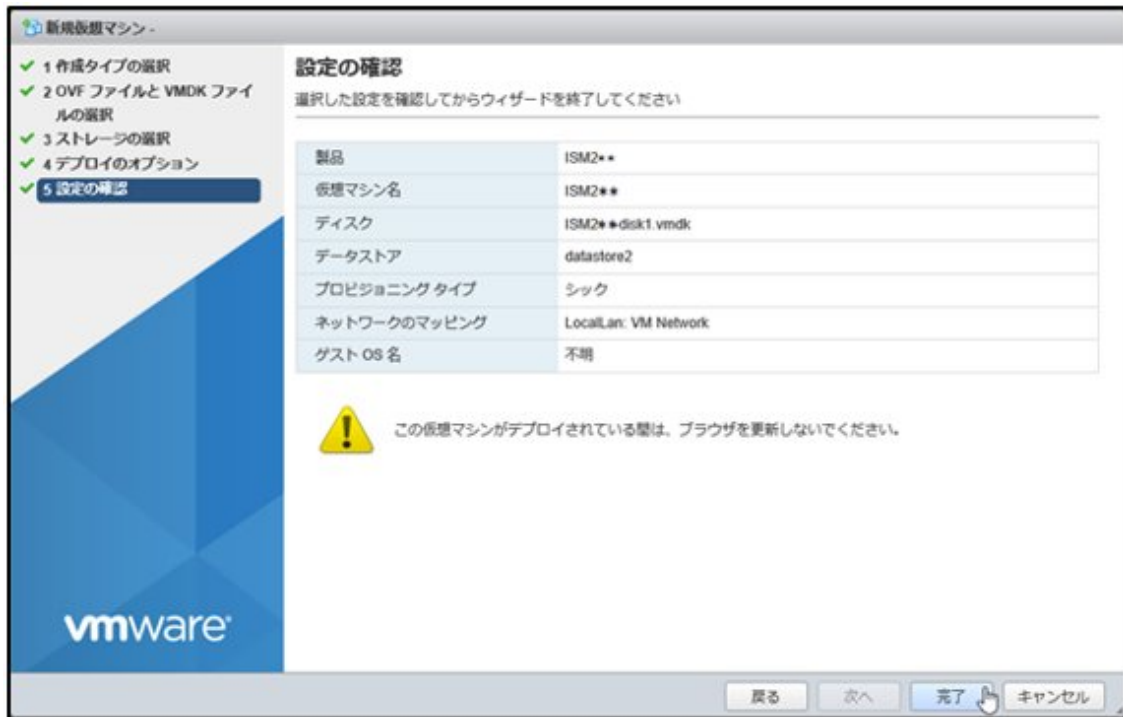 新規仮想マシン -
1 作成タイプの選択
2 OVF ファイルと VMDK ファイ
ルの選択
3 ストレージの選択
4 デプロイのオプション
5 設定の確認
設定の確認
選択した設定を確認してからウィザードを終了してください
製品 ISM2**
仮想マシン名 ISM2**
ディスク ISM2**disk1.vmdk
データストア datastore2
プロビジョニング タイプ シック
ネットワークのマッピング LocalLan: VM Network
ゲスト OS 名 不明
この仮想マシンがデプロイされている間は、ブラウザを更新しないでください。
vmware
戻る 次へ 完了 キャンセル